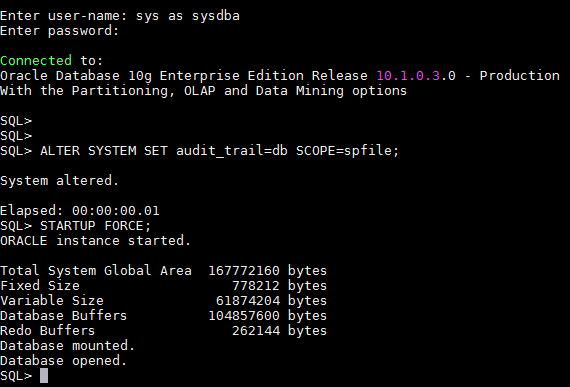 Enter user-name: sys as sysdba
Enter password:
Connected to:
Oracle Database 10g Enterprise Edition Release 10.1.0.3.0 - Production
With the Partitioning, OLAP and Data Mining options
SQL>
SQL>
SQL> ALTER SYSTEM SET audit_trail=db SCOPE=spfile;
System altered.
Elapsed: 00:00:00.01
SQL> STARTUP FORCE;
ORACLE instance started.
Total System Global Area  167772160 bytes
Fixed Size                   778212 bytes
Variable Size              61874204 bytes
Database Buffers          104857600 bytes
Redo Buffers                 262144 bytes
Database mounted.
Database opened.
SQL>